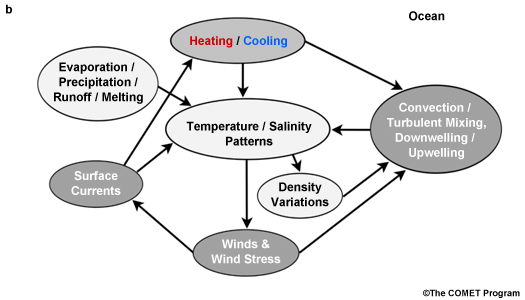 b
Ocean
Heating / Cooling
Evaporation /
Precipitation /
Runoff / Melting
Convection /
Turbulent Mixing,
Downwelling /
Upwelling
Temperature / Salinity
Patterns
Surface
Currents
Density
Variations
Winds &
Wind Stress
©The COMET Program